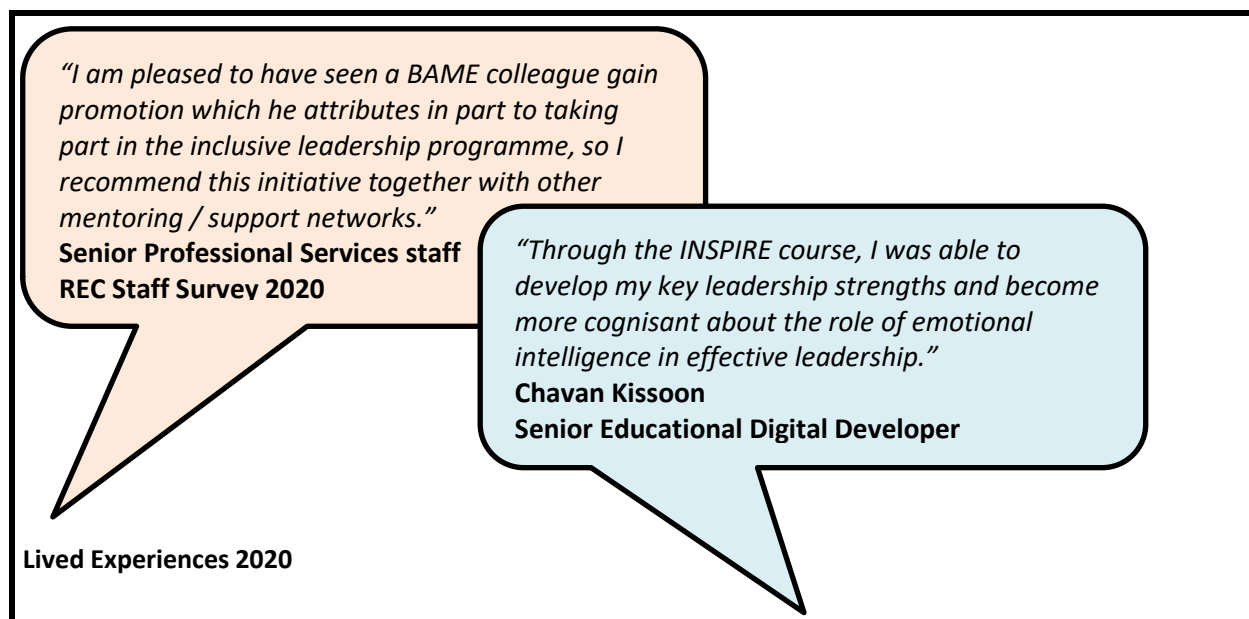 “I am pleased to have seen a BAME colleague gain
promotion which he attributes in part to taking
part in the inclusive leadership programme, so I
recommend this initiative together with other
mentoring / support networks.”
Senior Professional Services staff
REC Staff Survey 2020
“Through the INSPIRE course, I was able to
develop my key leadership strengths and become
more cognisant about the role of emotional
intelligence in effective leadership.”
Chavan Kissoon
Senior Educational Digital Developer
Lived Experiences 2020